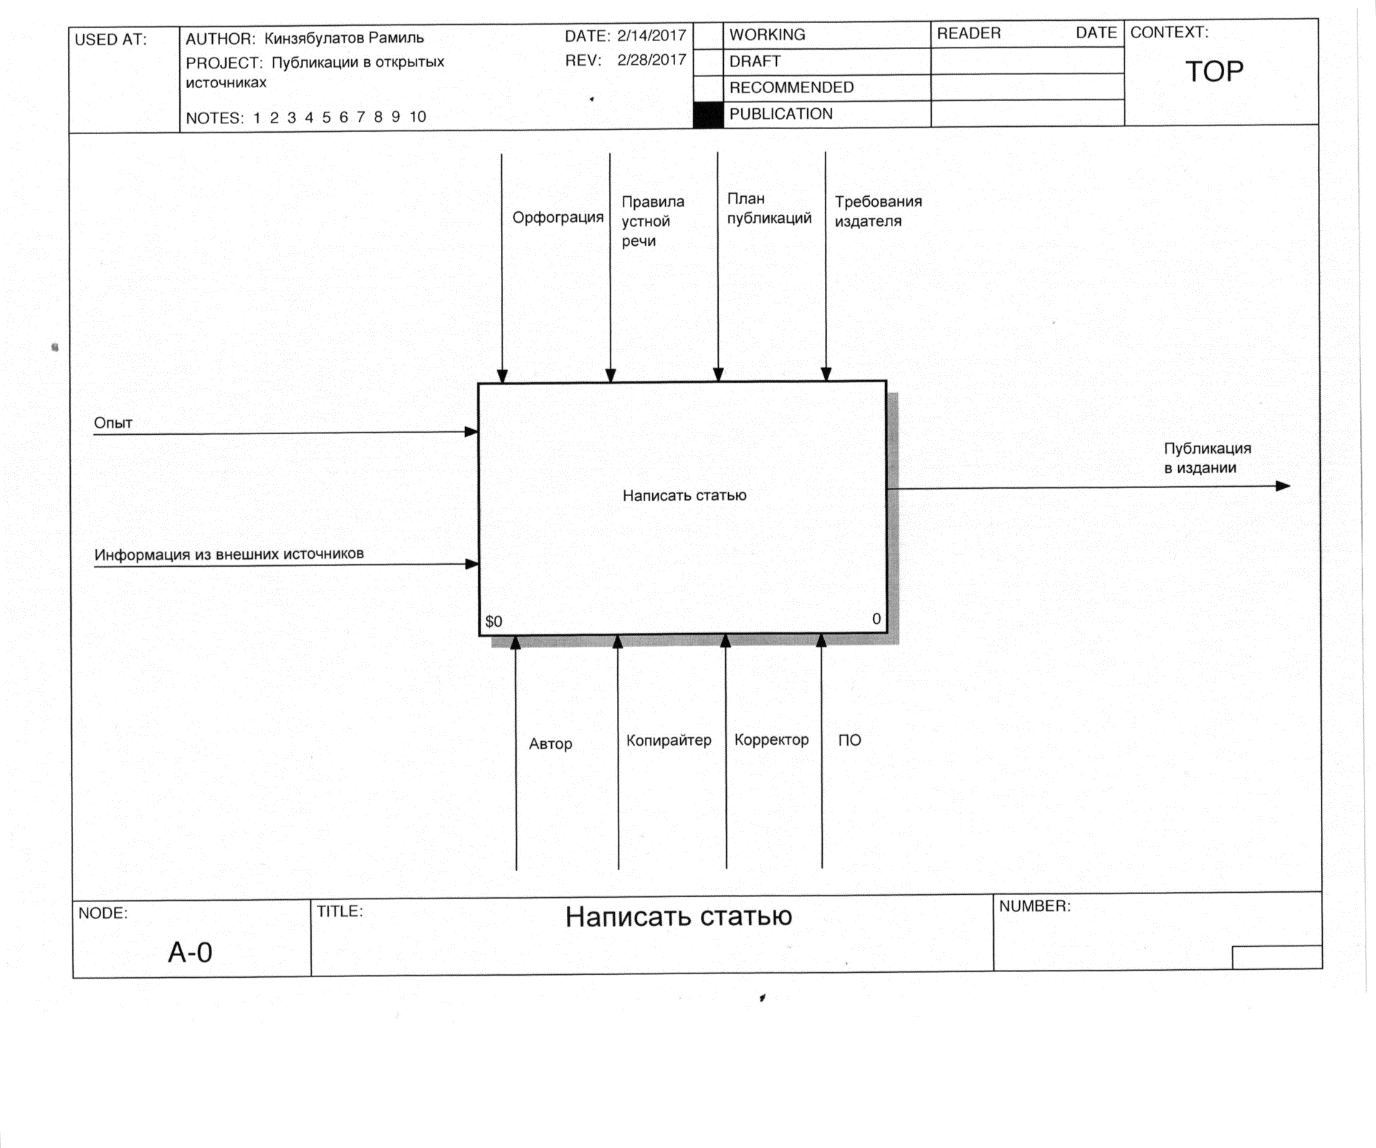 USED AT:
AUTHOR: Кинзябулатов Рамиль
DATE: 2/14/2017
PROJECT: Публикации в открытых
источниках
REV: 2/28/2017
NOTES: 1 2 3 4 5 6 7 8 9 10
WORKING
DRAFT
RECOMMENDED
PUBLICATION
READER DATE
CONTEXT:
TOP
Орфограция
Правила
устной
речи
План
публикаций
Требования
издателя
Опыт
Информация из внешних источников
Написать статью
$0
0
Публикация
в издании
Автор
Копирайтер
Корректор
ПО
NODE:
A-0
TITLE:
Написать статью
NUMBER: